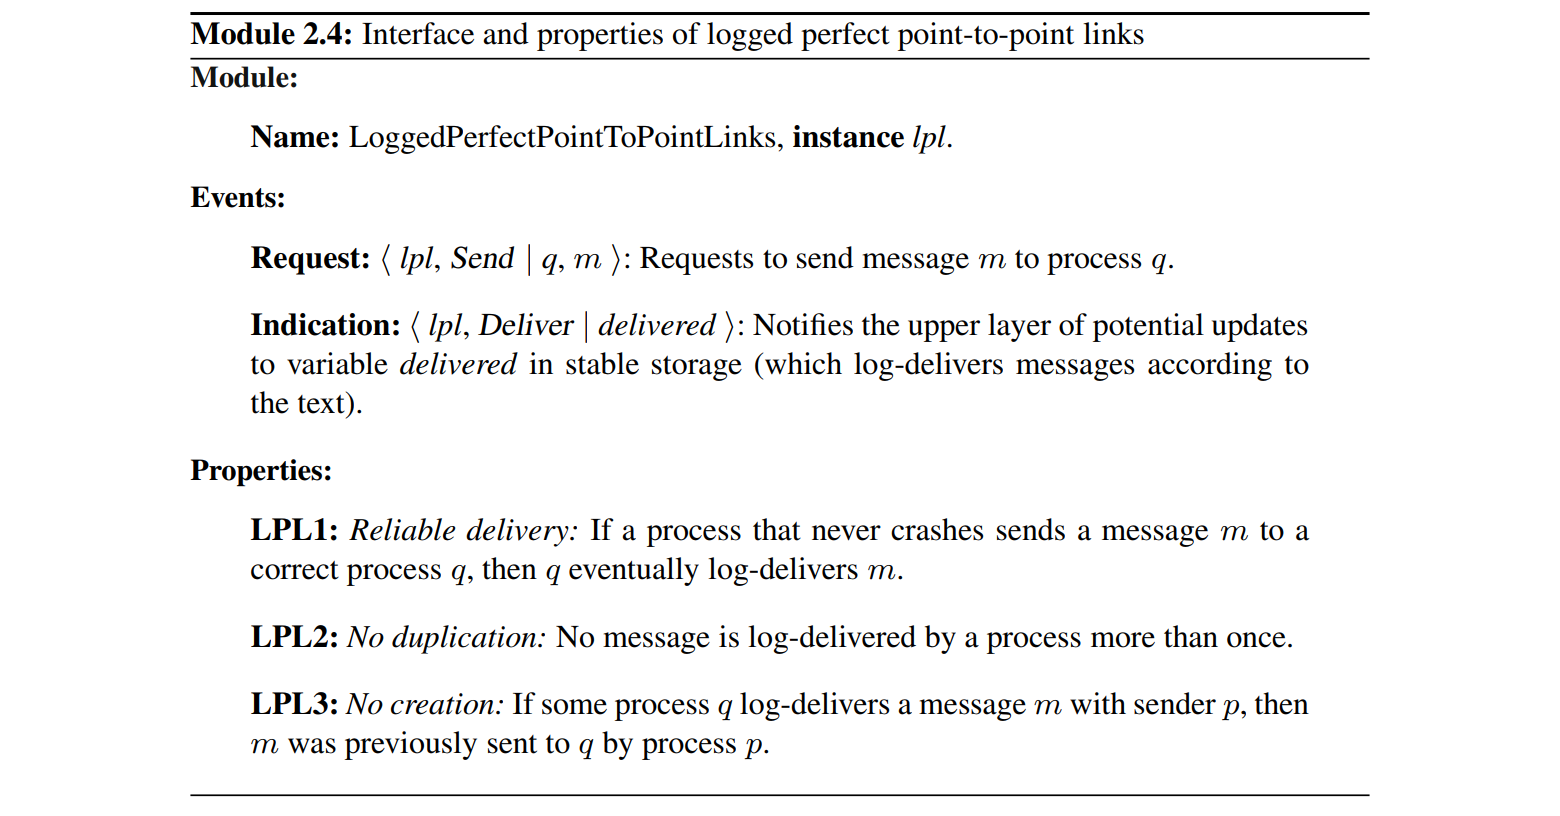 Module 2.4: Interface and properties of logged perfect point-to-point links
Module:
Name: LoggedPerfectPointToPointLinks, instance lpl.
Events:
Request: ⟨ lpl, Send | q, m ⟩: Requests to send message m to process q.
Indication: ⟨ lpl, Deliver | delivered ⟩: Notifies the upper layer of potential updates
to variable delivered in stable storage (which log-delivers messages according to
the text).
Properties:
LPL1: Reliable delivery: If a process that never crashes sends a message m to a
correct process q, then q eventually log-delivers m.
LPL2: No duplication: No message is log-delivered by a process more than once.
LPL3: No creation: If some process q log-delivers a message m with sender p, then
m was previously sent to q by process p.